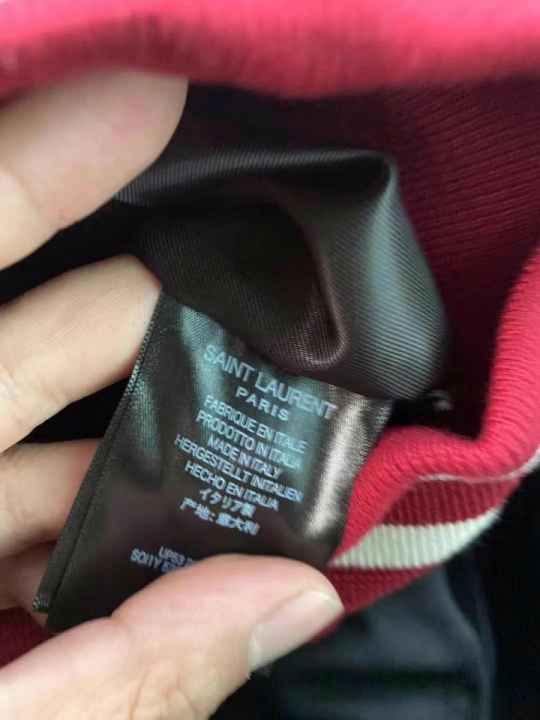 SAINT LAURENT
PARIS
FABRIQUE EN ITALIE
PRODOTTO IN ITALIA
MADE IN ITALY
HERGESTELLT IN ITALIEN
HECHO EN ITALIA
イタリア製
产地:意大利